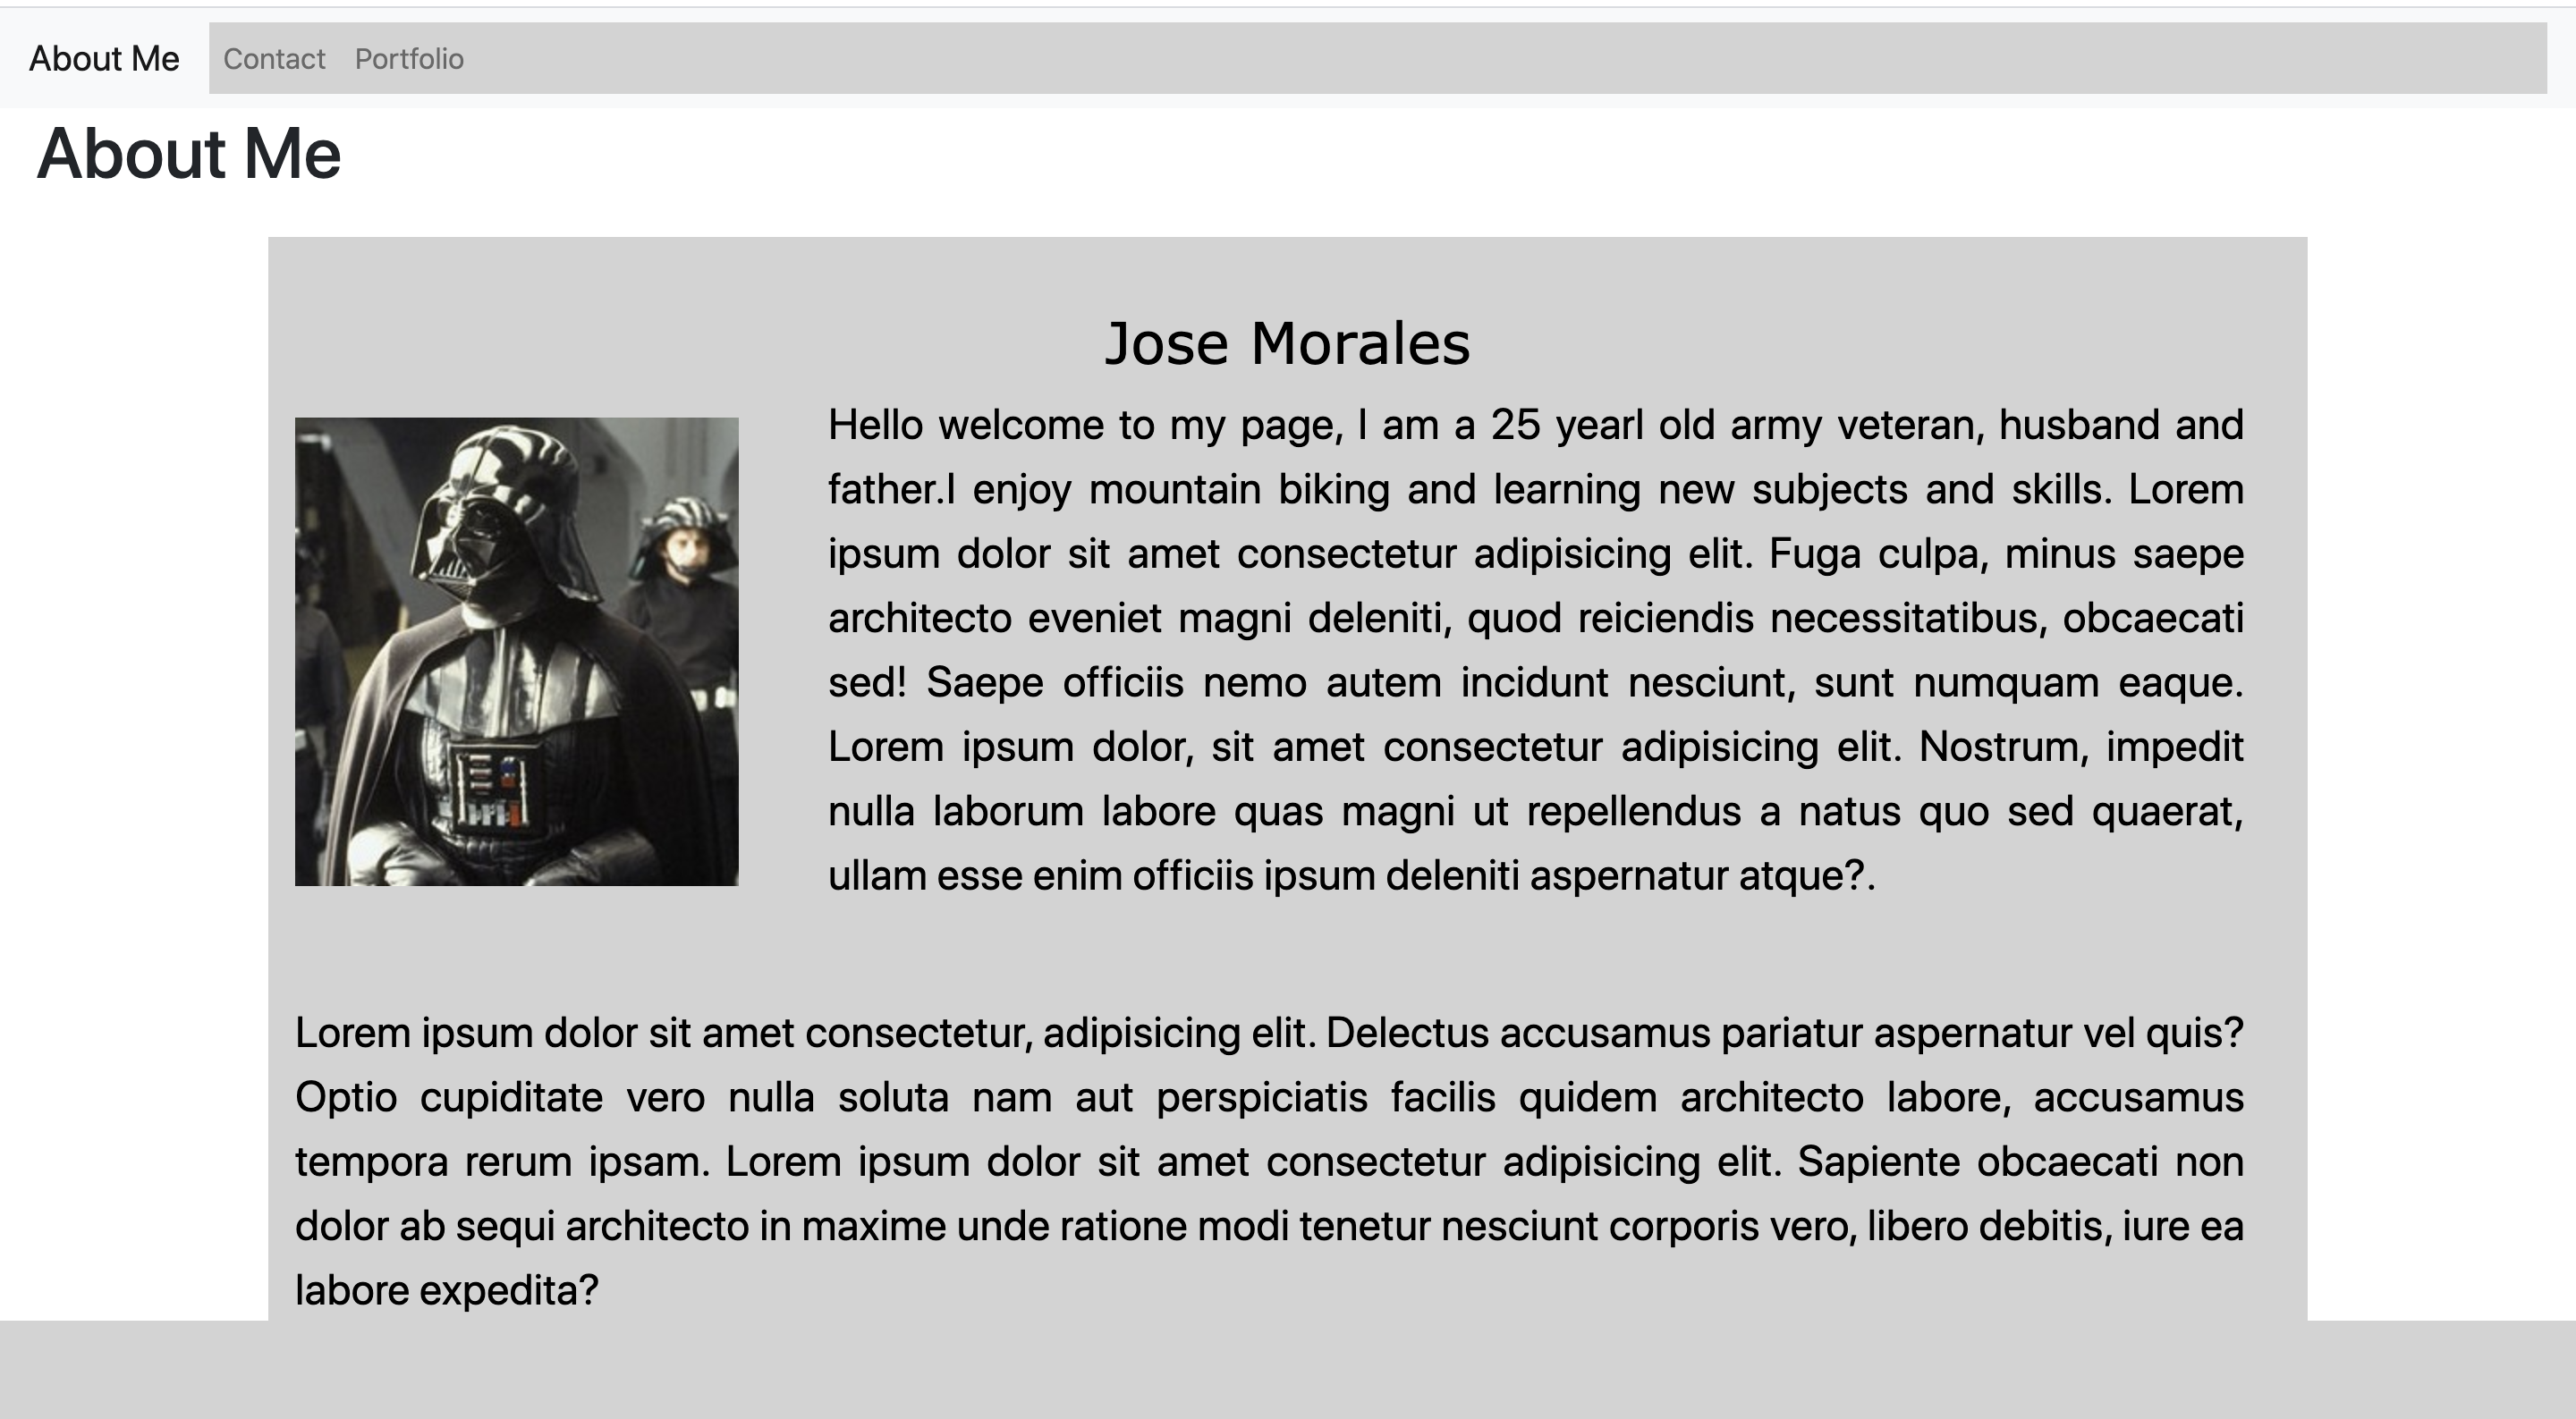 About Me Contact Portfolio
About Me
Jose Morales
Hello welcome to my page, I am a 25 yearl old army veteran, husband and
father.I enjoy mountain biking and learning new subjects and skills. Lorem
ipsum dolor sit amet consectetur adipisicing elit. Fuga culpa, minus saepe
architecto eveniet magni deleniti, quod reiciendis necessitatibus, obcaecati
sed! Saepe officiis nemo autem incidunt nesciunt, sunt numquam eaque.
Lorem ipsum dolor, sit amet consectetur adipisicing elit. Nostrum, impedit
nulla laborum labore quas magni ut repellendus a natus quo sed quaerat,
ullam esse enim officiis ipsum deleniti aspernatur atque?.
Lorem ipsum dolor sit amet consectetur, adipisicing elit. Delectus accusamus pariatur aspernatur vel quis?
Optio cupiditate vero nulla soluta nam aut perspiciatis facilis quidem architecto labore, accusamus
tempora rerum ipsam. Lorem ipsum dolor sit amet consectetur adipisicing elit. Sapiente obcaecati non
dolor ab sequi architecto in maxime unde ratione modi tenetur nesciunt corporis vero, libero debitis, iure ea
labore expedita?